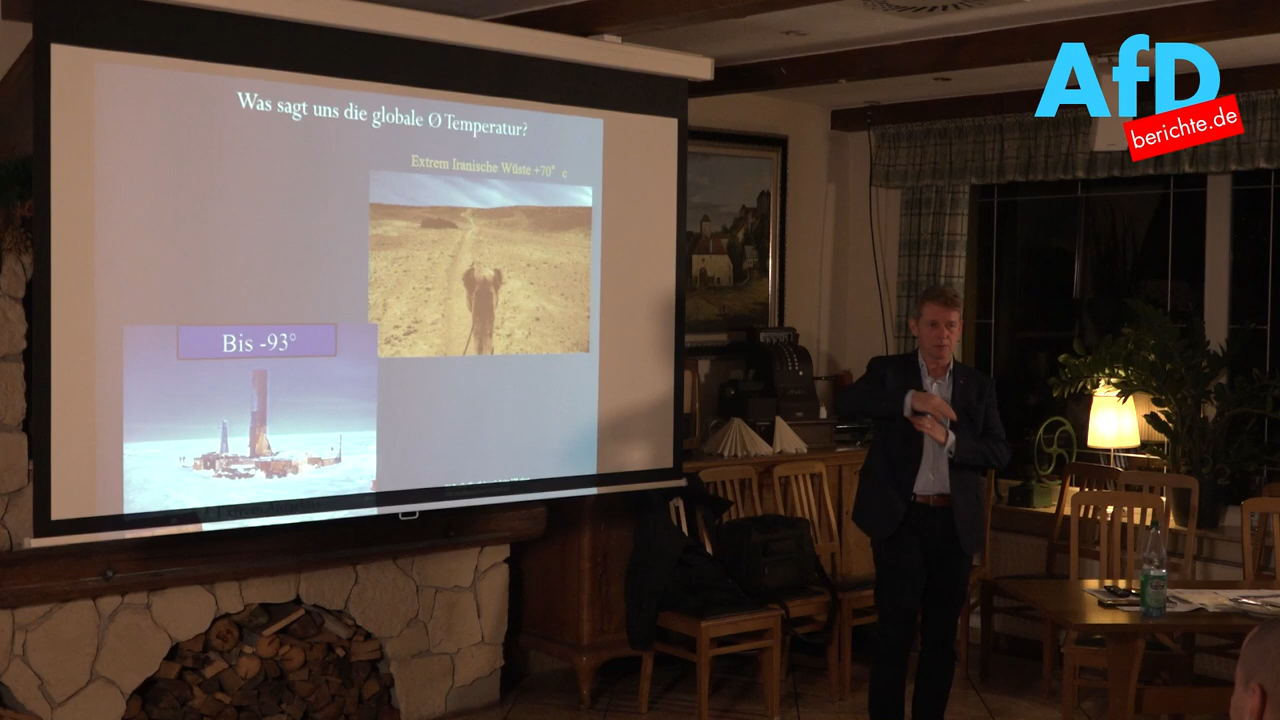 Was sagt uns die globale Ø Temperatur?
Extrem Iranische Wüste +70° c
Bis -93°
AfD
berichte.de